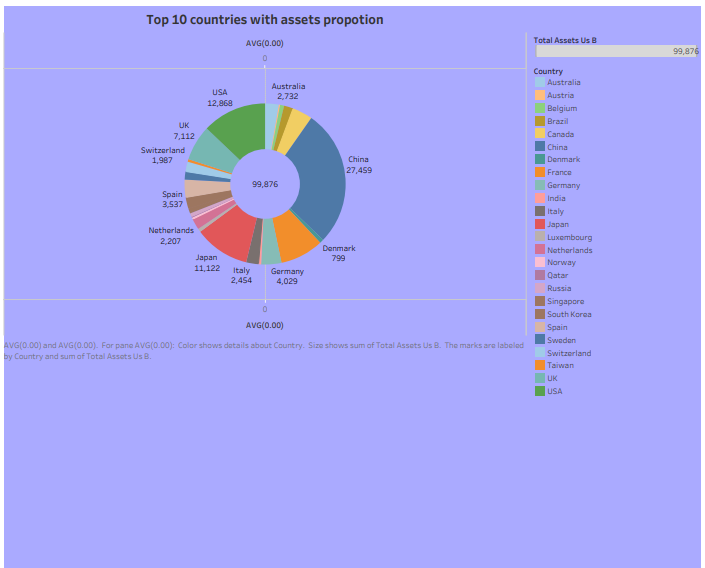 Top 10 countries with assets propotion
AVG(0.00)
0
USA
12,868
Australia
2,732
UK
7,112
Switzerland
1,987
China
27,459
99,876
Spain
3,537
Netherlands
2,207
Denmark
799
Japan
11,122
Italy
2,454
Germany
4,029
0
AVG(0.00)
AVG(0.00) and AVG(0.00). For pane AVG(0.00): Color shows details about Country. Size shows sum of Total Assets Us B. The marks are labeled
by Country and sum of Total Assets Us B.
Total Assets Us B
99,876
Country
Australia
Austria
Belgium
Brazil
Canada
China
Denmark
France
Germany
India
Italy
Japan
Luxembourg
Netherlands
Norway
Qatar
Russia
Singapore
South Korea
Spain
Sweden
Switzerland
Taiwan
UK
USA